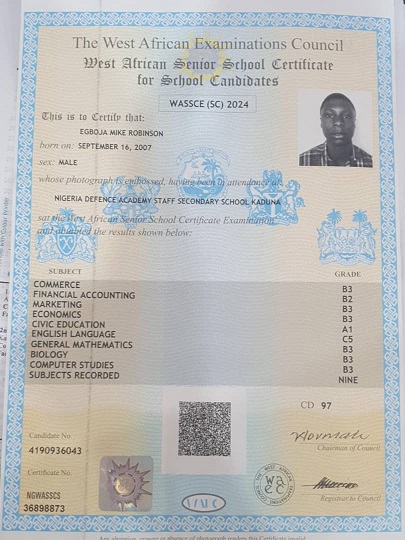 The West African Examinations Council
West African Senior School Certificate
for School Candidates
WASSCE (SC) 2024
This is to Certify that:
EGBOJA MIKE ROBINSON
born on: SEPTEMBER 16, 2007
sex: MALE
whose photograph is embossed, having been in attendance at
NIGERIA DEFENCE ACADEMY STAFF SECONDARY SCHOOL KADUNA
sat the West African Senior School Certificate Examination
and obtained the results shown below:
SUBJECT GRADE
COMMERCE B3
FINANCIAL ACCOUNTING B2
MARKETING B3
ECONOMICS B3
CIVIC EDUCATION A1
ENGLISH LANGUAGE C5
GENERAL MATHEMATICS B3
BIOLOGY B3
COMPUTER STUDIES B3
SUBJECTS RECORDED NINE
CD 97
Candidate No
4190936043
Chairman of Council
Certificate No.
NGWASSCS
36898873
waec
Registrar to Council